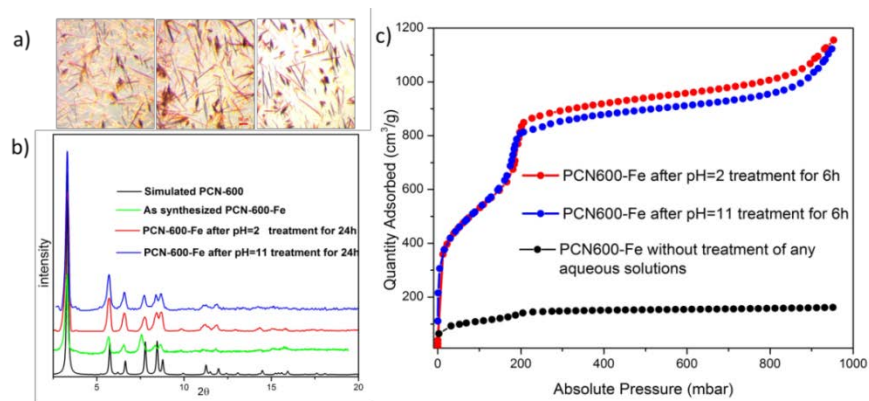 a)
b)
Simulated PCN-600
As synthesized PCN-600-Fe
PCN-600-Fe after pH=2 treatment for 24h
PCN-600-Fe after pH=11 treatment for 24h
intensity
5
10
15
20
2θ
c)
1200
1000
800
600
400
200
Quantity Adsorbed (cm³/g)
PCN600-Fe after pH=2 treatment for 6h
PCN600-Fe after pH=11 treatment for 6h
PCN600-Fe without treatment of any
aqueous solutions
0
200
400
600
800
1000
Absolute Pressure (mbar)